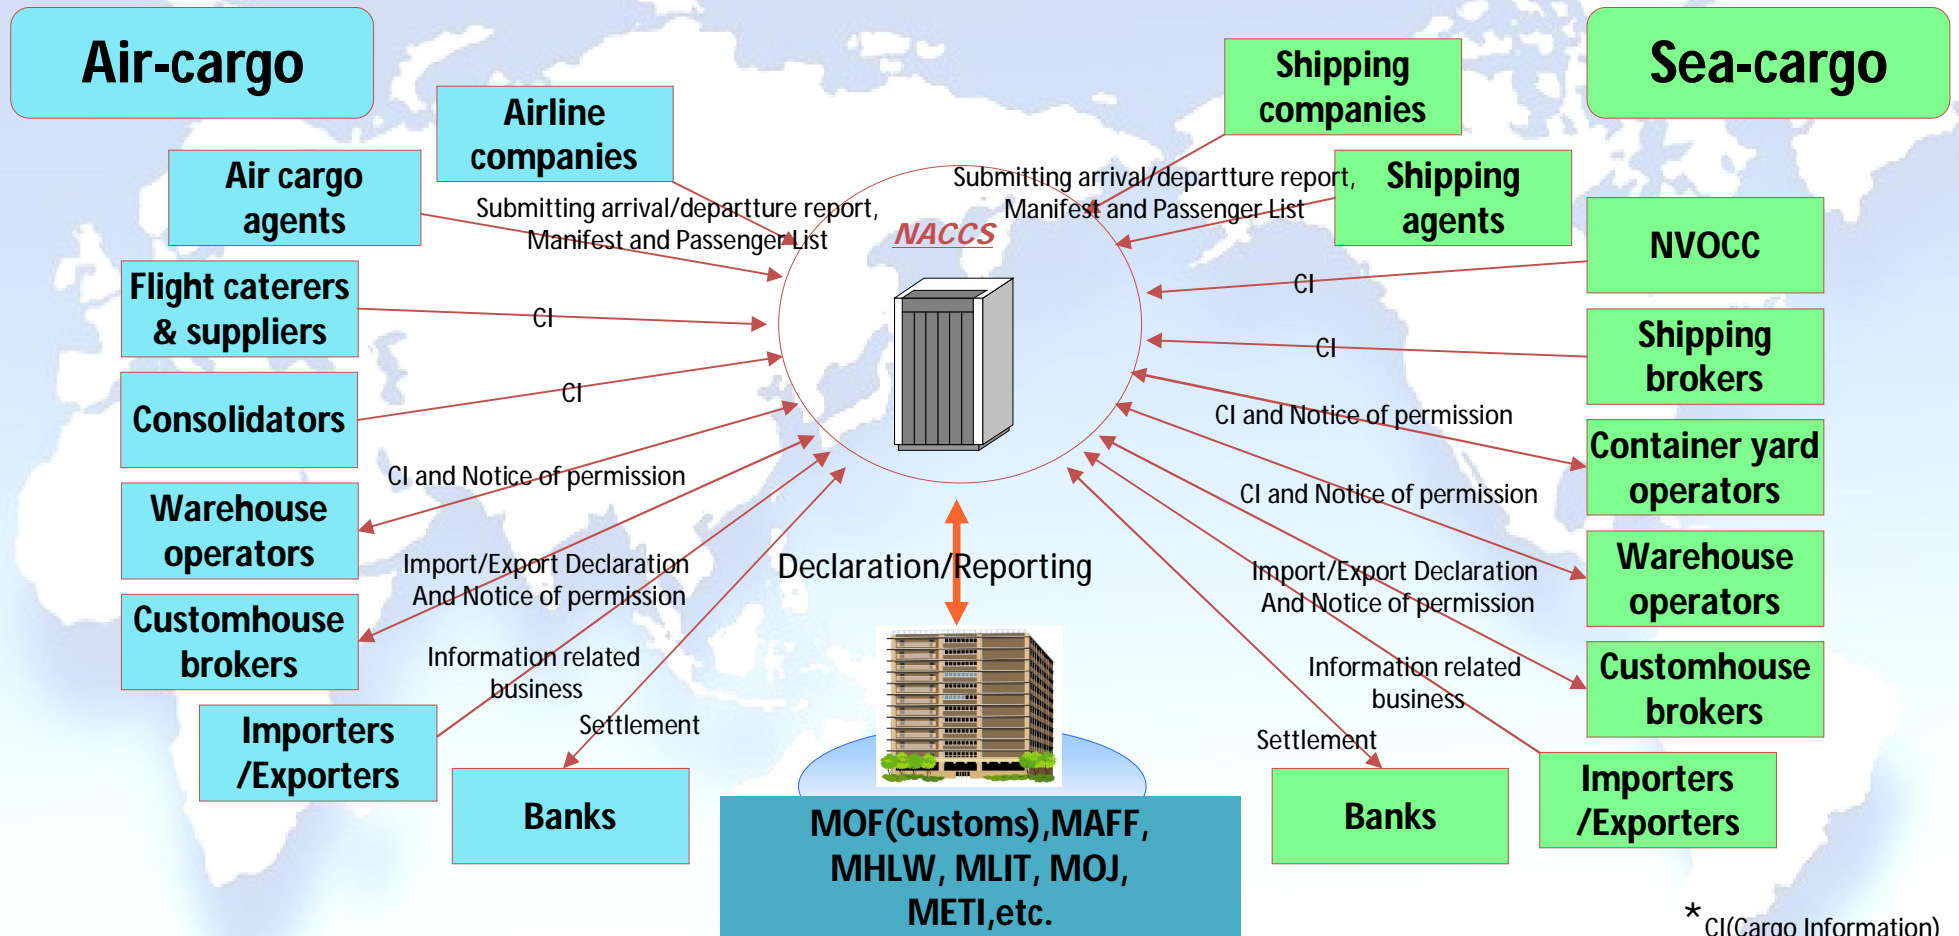 Air-cargo
Sea-cargo
Airline
companies
Air cargo
agents
Flight caterers
& suppliers
Consolidators
Warehouse
operators
Customhouse
brokers
Importers
/Exporters
Banks
Submitting arrival/departture report,
Manifest and Passenger List
CI
CI
CI and Notice of permission
Import/Export Declaration
And Notice of permission
Information related
business
Settlement
NACCS
Declaration/Reporting
MOF(Customs),MAFF,
MHLW, MLIT, MOJ,
METI,etc.
Shipping
companies
Shipping
agents
NVOCC
Shipping
brokers
Container yard
operators
Warehouse
operators
Customhouse
brokers
Importers
/Exporters
Banks
Submitting arrival/departture report,
Manifest and Passenger List
CI
CI
CI and Notice of permission
CI and Notice of permission
Import/Export Declaration
And Notice of permission
Information related
business
Settlement
* CI(Cargo Information)